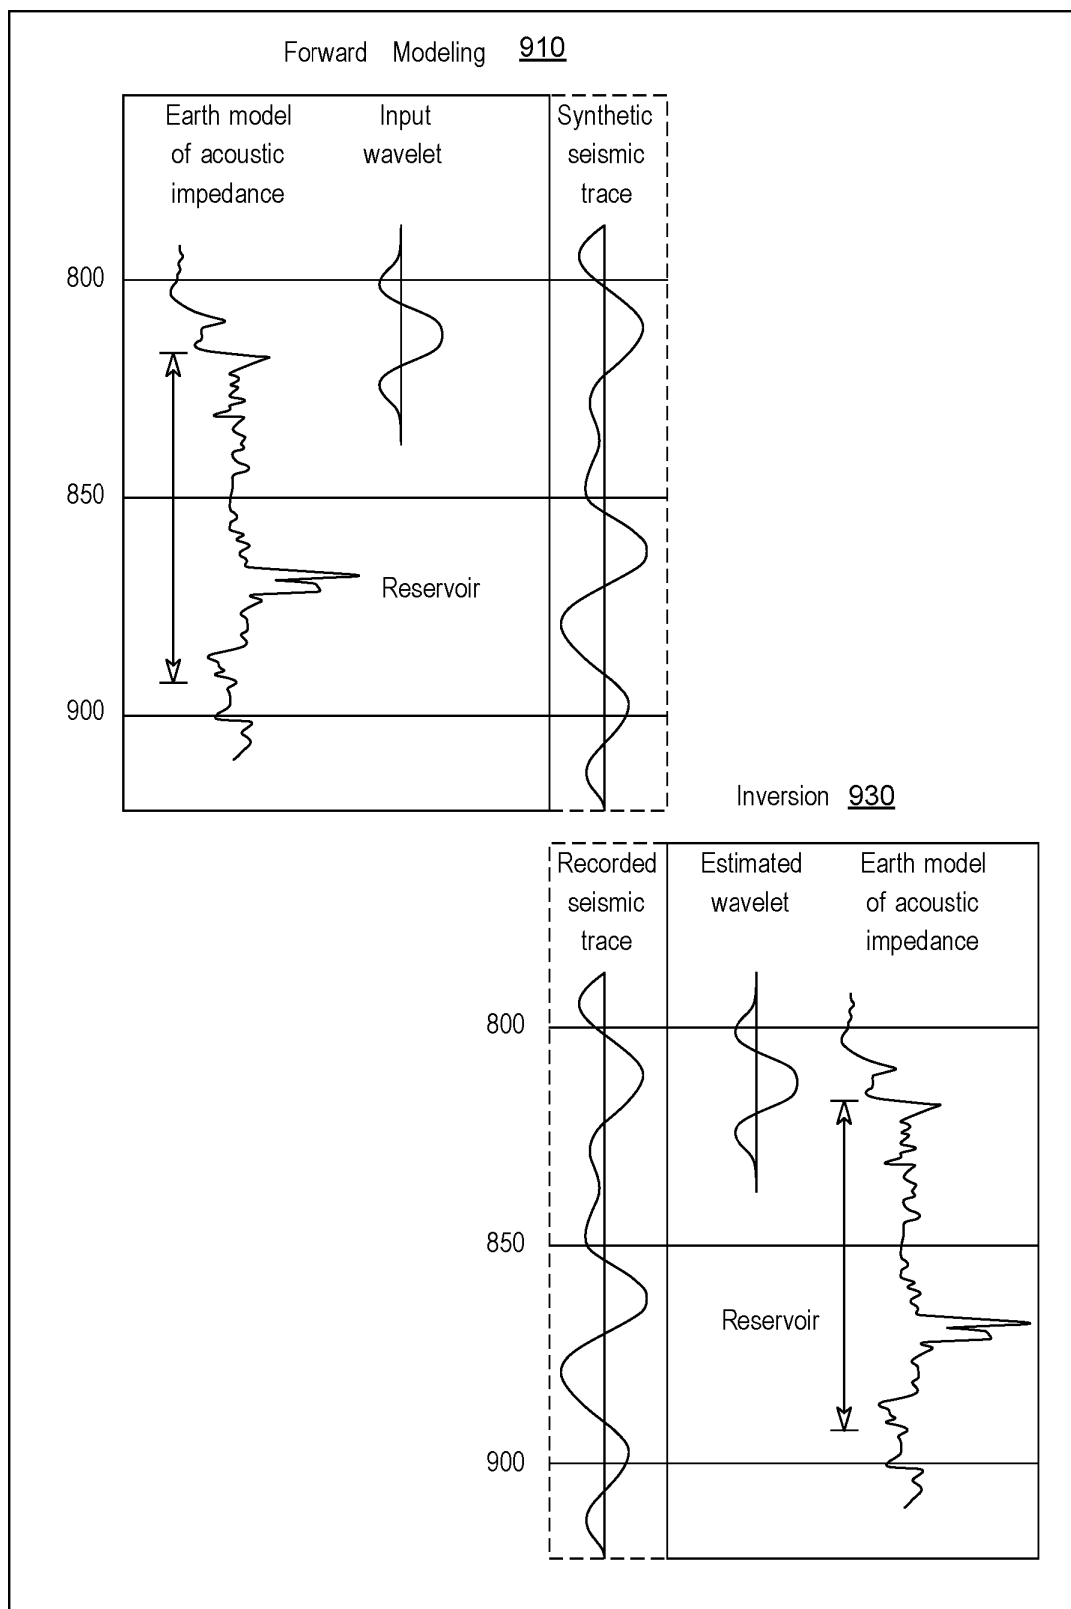 Forward Modeling 910
Earth model
of acoustic
impedance
Input
wavelet
Synthetic
seismic
trace
800
850
Reservoir
900
Inversion 930
Recorded
seismic
trace
Estimated
wavelet
Earth model
of acoustic
impedance
800
850
Reservoir
900